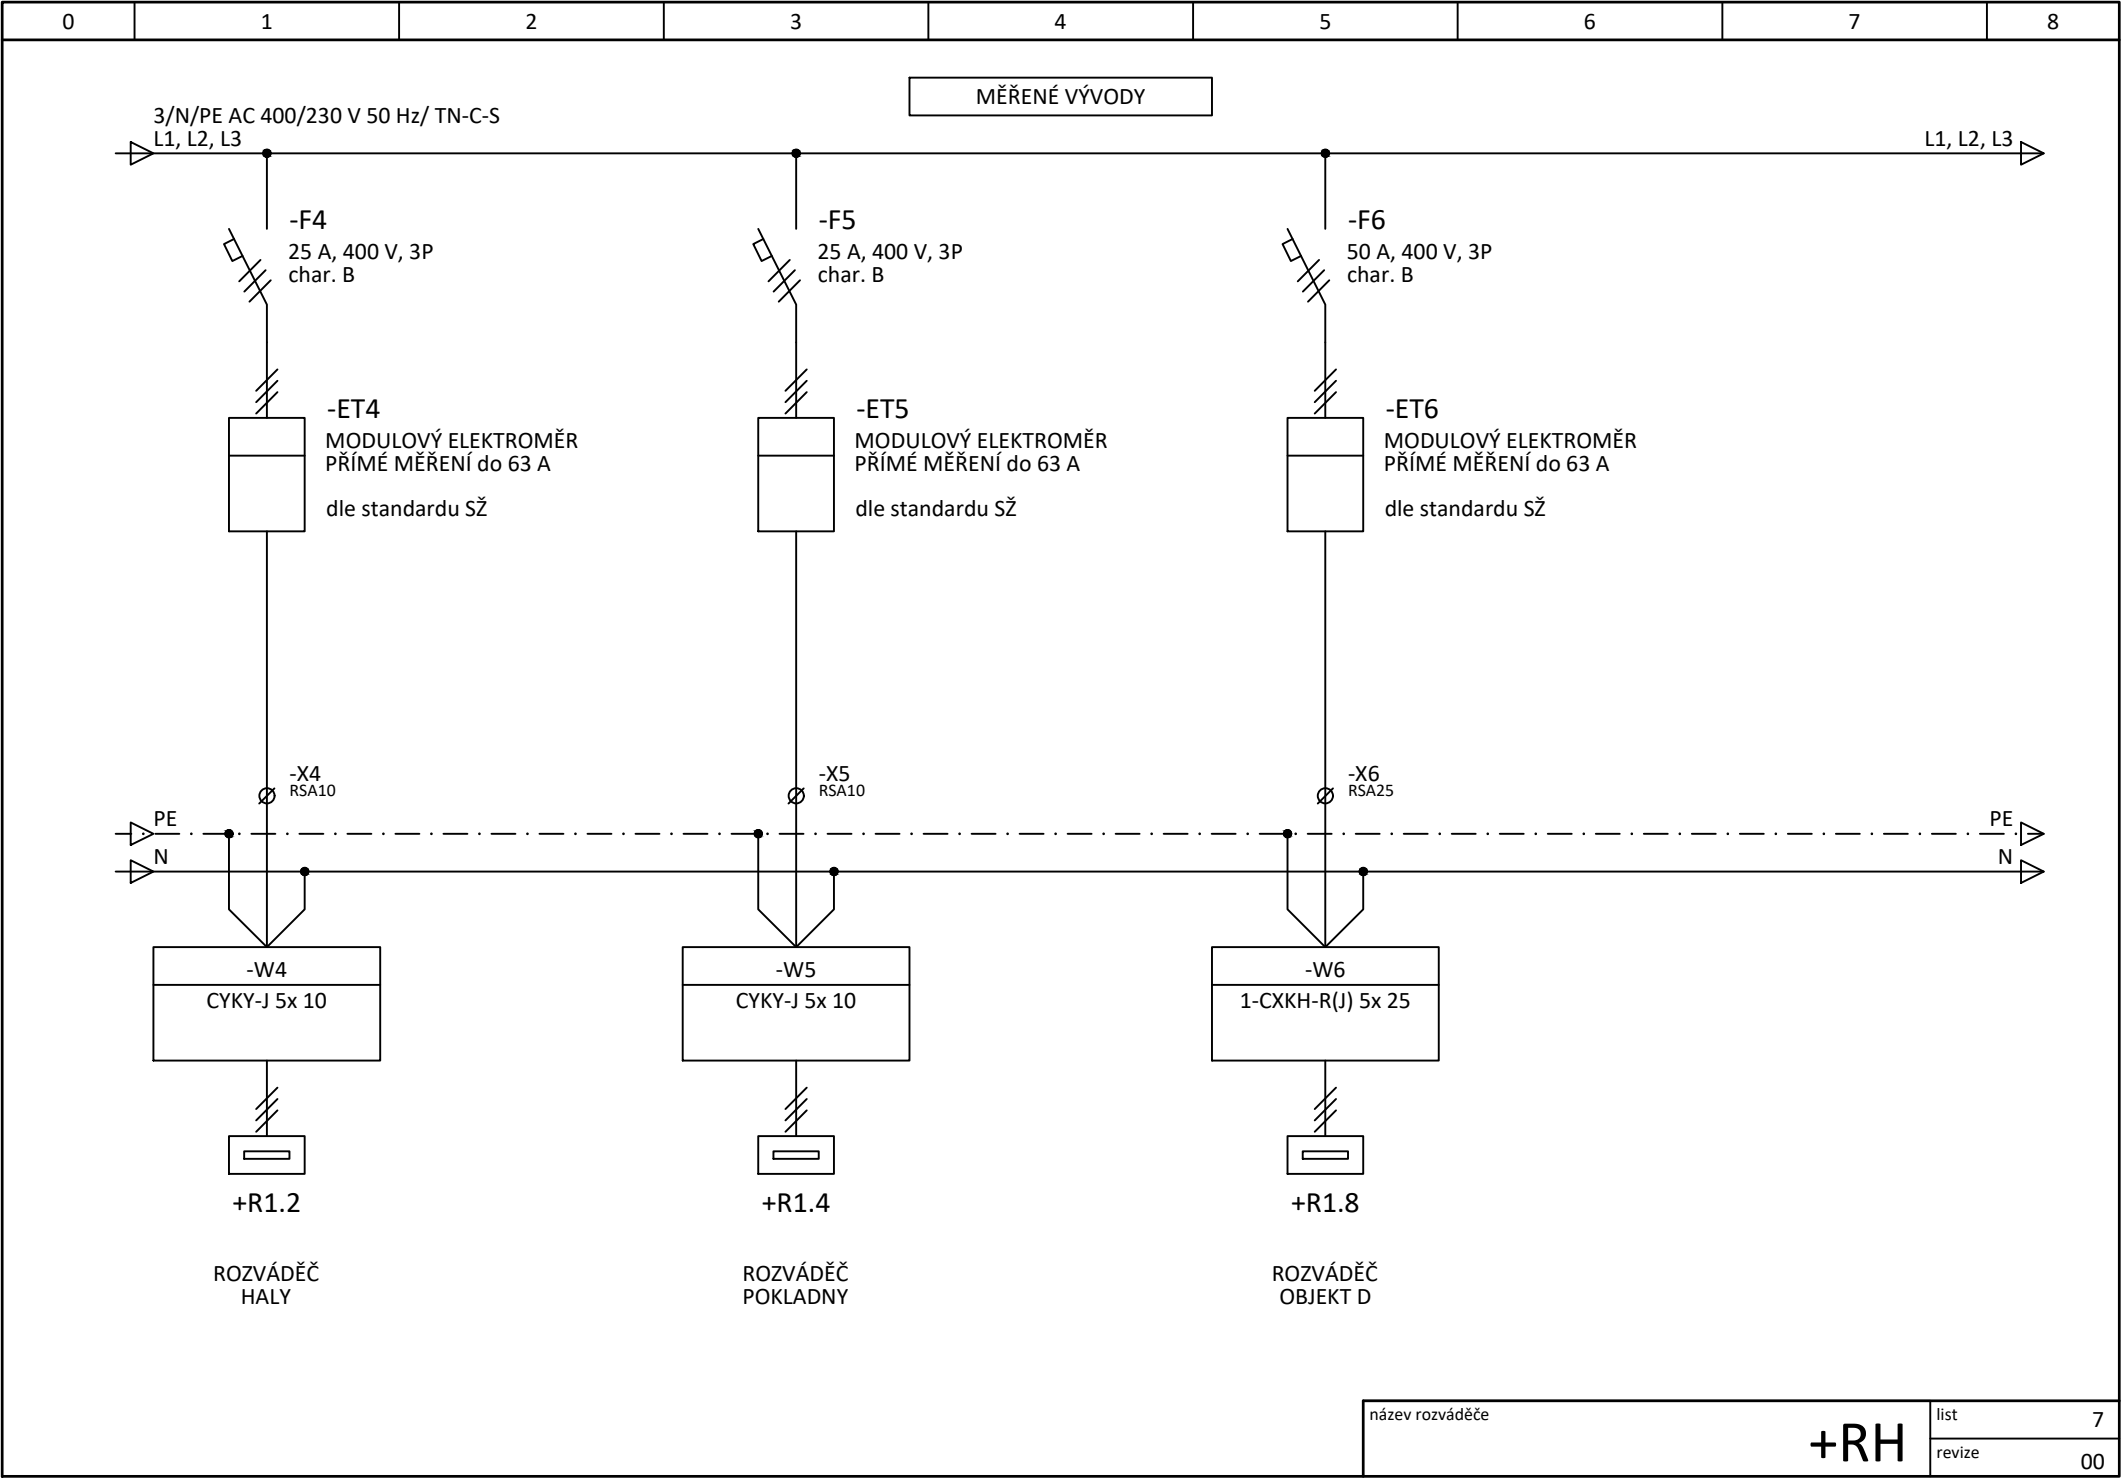 0 1 2 3 4 5 6 7 8
MĚŘENÉ VÝVODY
3/N/PE AC 400/230 V 50 Hz/ TN-C-S
L1, L2, L3
L1, L2, L3
-F4
25 A, 400 V, 3P
char. B
-F5
25 A, 400 V, 3P
char. B
-F6
50 A, 400 V, 3P
char. B
-ET4
MODULOVÝ ELEKTROMĚR
PŘÍMÉ MĚŘENÍ do 63 A
dle standardu SŽ
-ET5
MODULOVÝ ELEKTROMĚR
PŘÍMÉ MĚŘENÍ do 63 A
dle standardu SŽ
-ET6
MODULOVÝ ELEKTROMĚR
PŘÍMÉ MĚŘENÍ do 63 A
dle standardu SŽ
-X4
RSA10
-X5
RSA10
-X6
RSA25
PE
PE
N
N
-W4
CYKY-J 5x 10
-W5
CYKY-J 5x 10
-W6
1-CXKH-R(J) 5x 25
+R1.2
+R1.4
+R1.8
ROZVÁDĚČ
HALY
ROZVÁDĚČ
POKLADNY
ROZVÁDĚČ
OBJEKT D
název rozváděče
+RH
list 7
revize 00